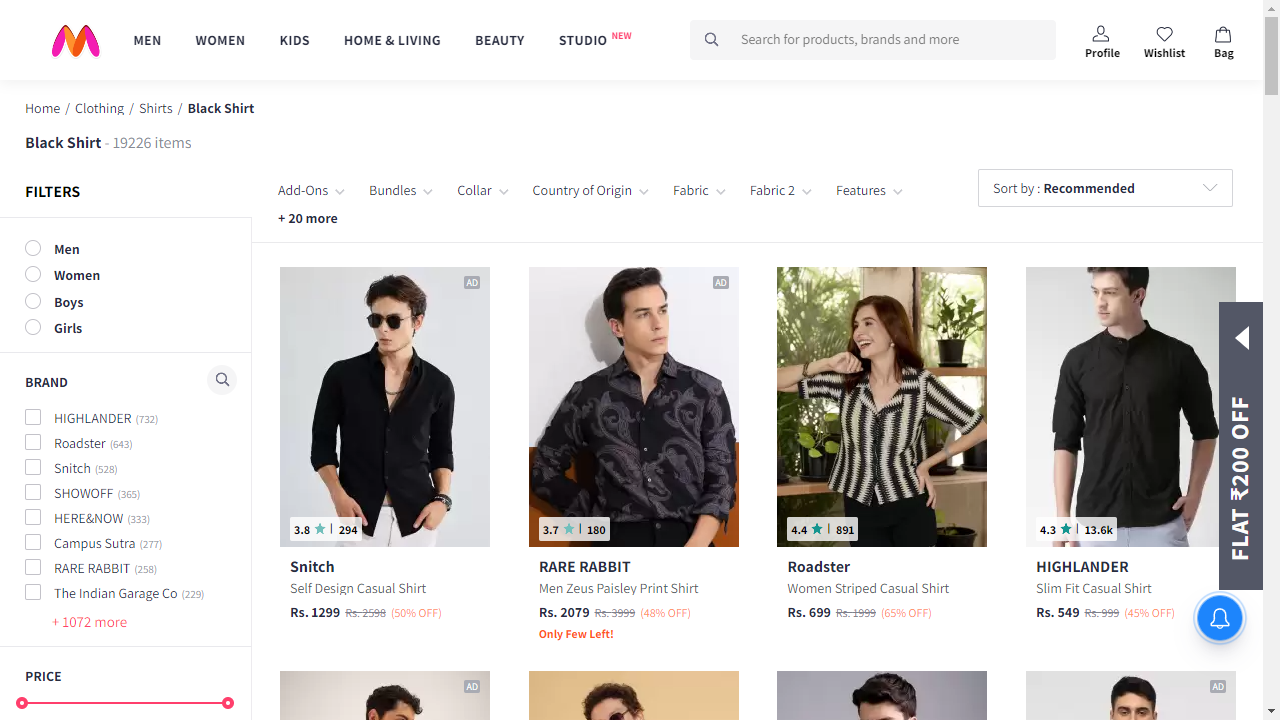 MEN WOMEN KIDS HOME & LIVING BEAUTY STUDIO NEW Search for products, brands and more Profile Wishlist Bag
Home / Clothing / Shirts / Black Shirt
Black Shirt - 19226 items
FILTERS
Add-Ons Bundles Collar Country of Origin Fabric Fabric 2 Features Sort by : Recommended
+ 20 more
Men
Women
Boys
Girls
BRAND
HIGHLANDER (732)
Roadster (643)
Snitch (528)
SHOWOFF (365)
HERE&NOW (333)
Campus Sutra (277)
RARE RABBIT (258)
The Indian Garage Co (229)
+ 1072 more
PRICE
AD
3.8 ★ | 294
Snitch
Self Design Casual Shirt
Rs. 1299 Rs. 2598 (50% OFF)
AD
3.7 ★ | 180
RARE RABBIT
Men Zeus Paisley Print Shirt
Rs. 2079 Rs. 3999 (48% OFF)
Only Few Left!
4.4 ★ | 891
Roadster
Women Striped Casual Shirt
Rs. 699 Rs. 1999 (65% OFF)
4.3 ★ | 13.6k
HIGHLANDER
Slim Fit Casual Shirt
Rs. 549 Rs. 999 (45% OFF)
FLAT ₹200 OFF
AD
AD